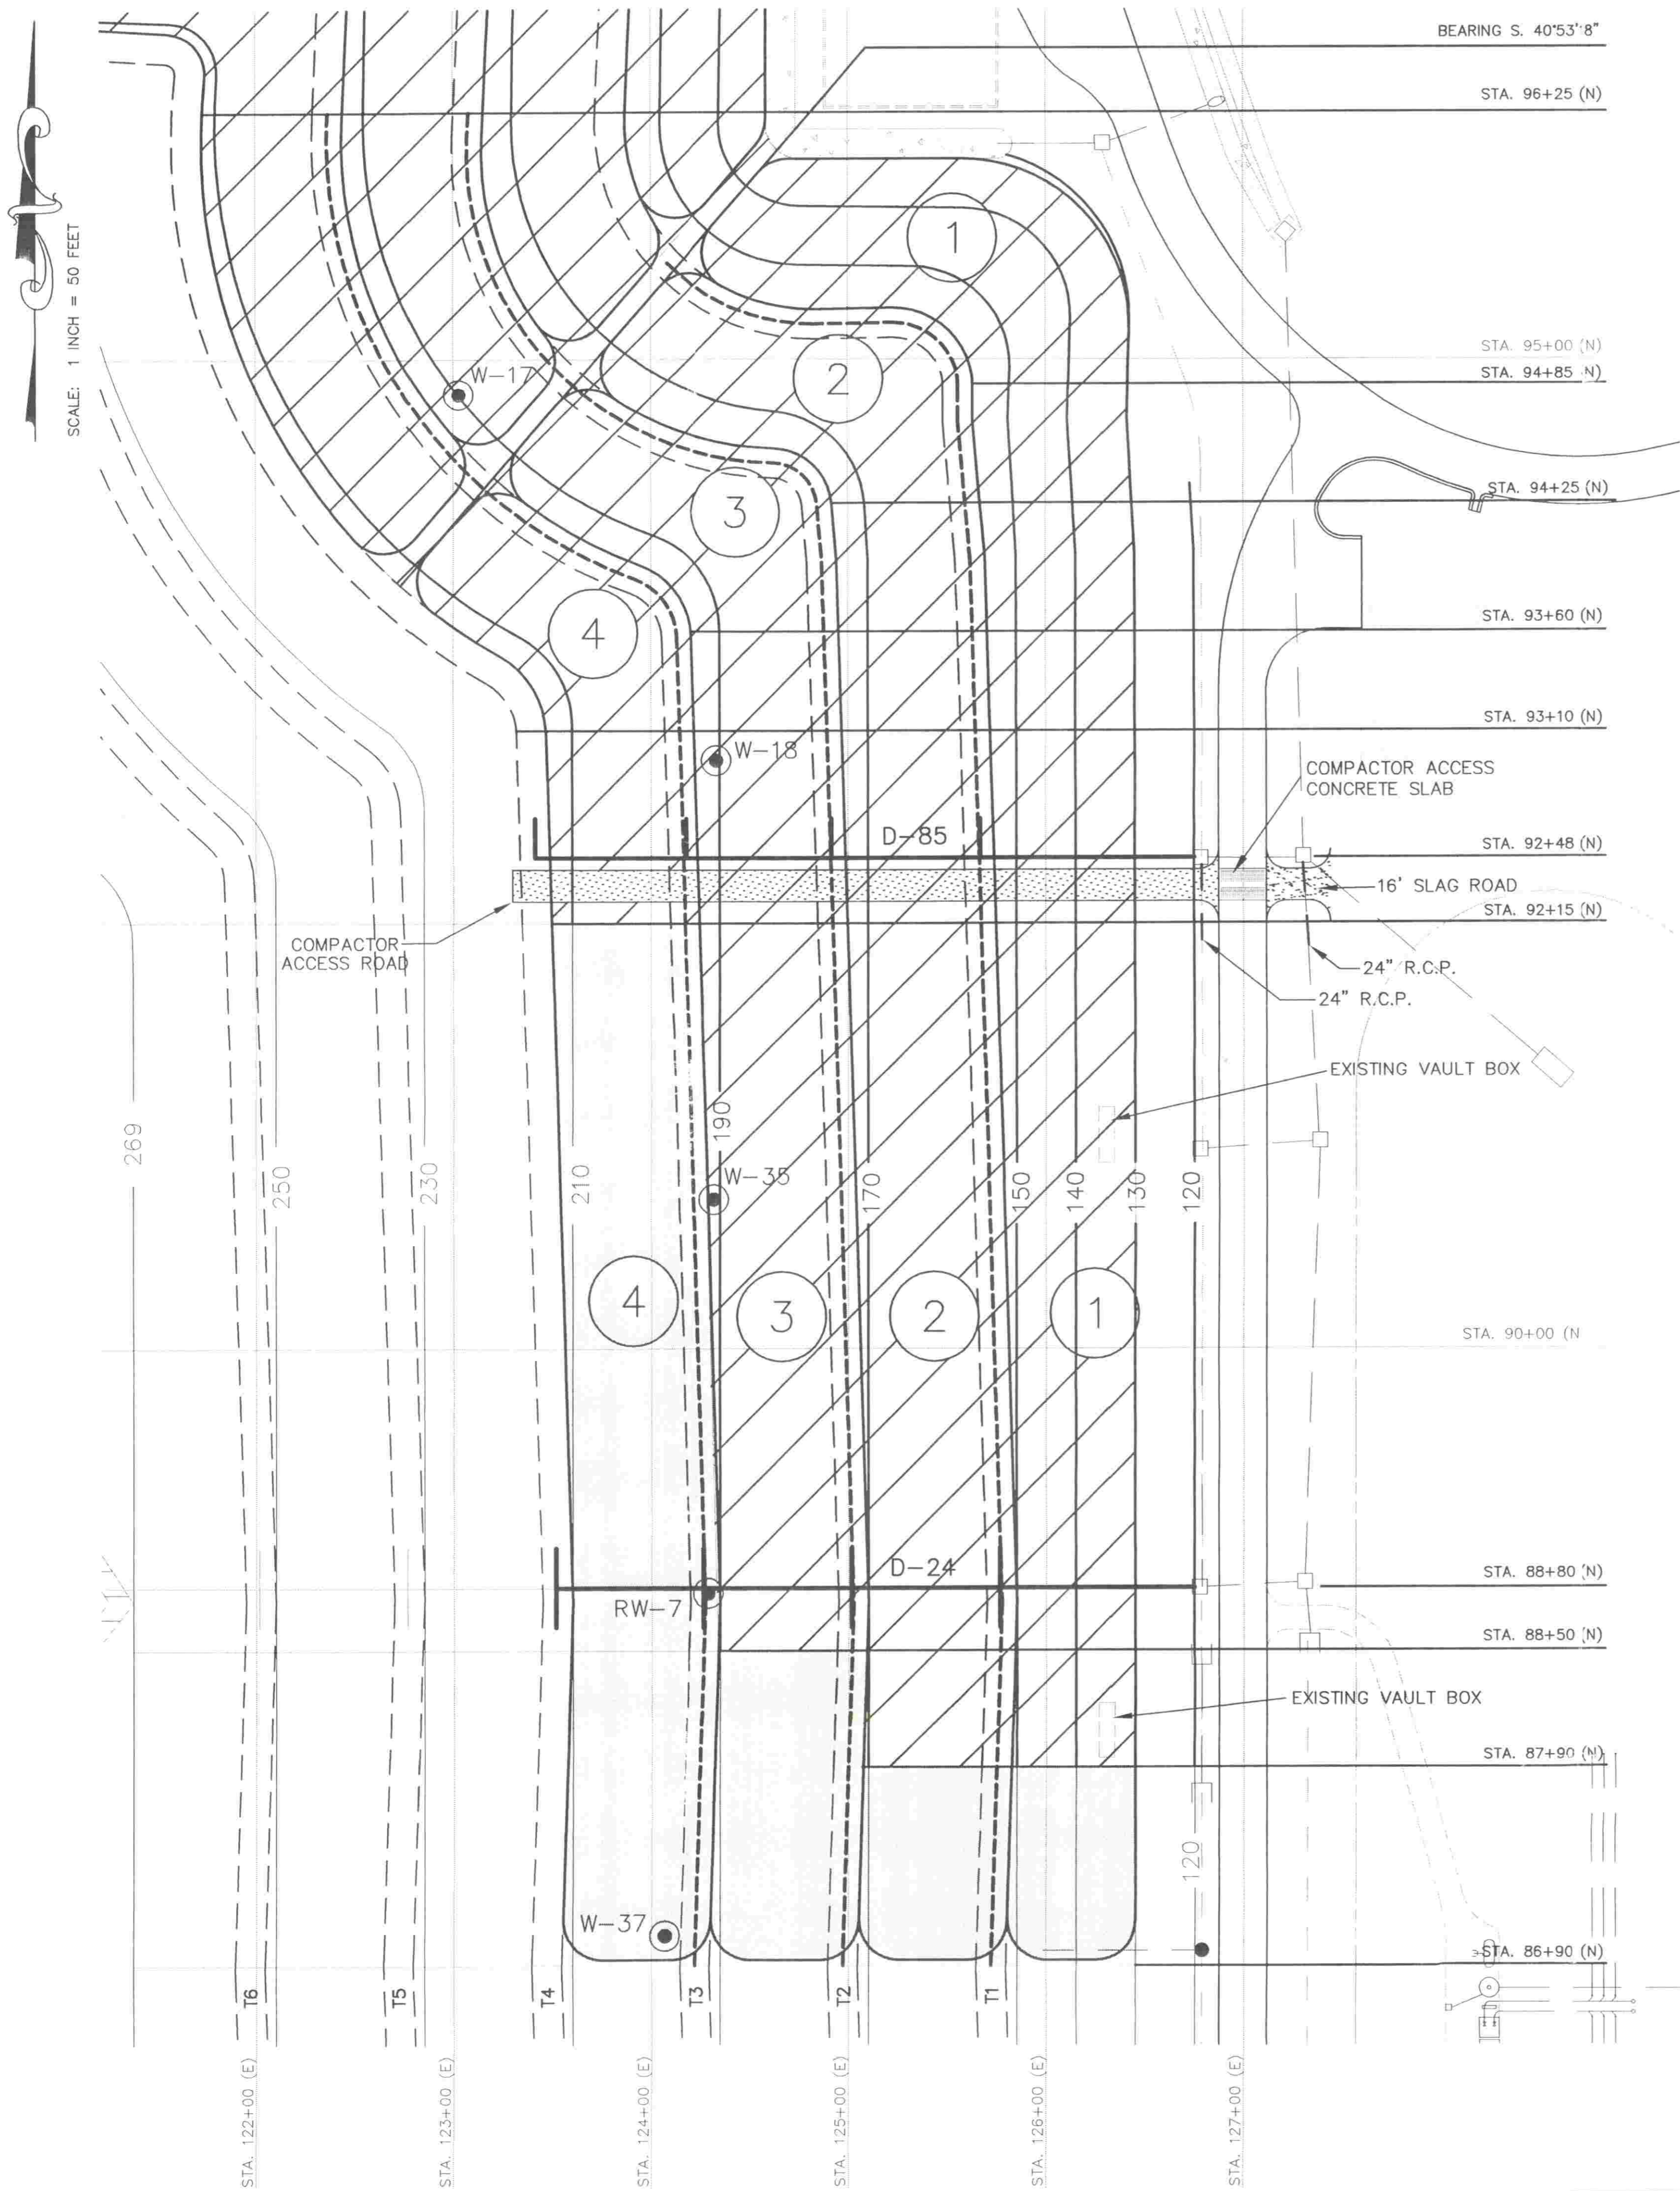 BEARING S. 40°53'18"
STA. 96+25 (N)
SCALE: 1 INCH = 50 FEET
1
STA. 95+00 (N)
STA. 94+85 (N)
W-17
2
STA. 94+25 (N)
3
STA. 93+60 (N)
4
STA. 93+10 (N)
W-18
COMPACTOR ACCESS
CONCRETE SLAB
D-85
STA. 92+48 (N)
16' SLAG ROAD
STA. 92+15 (N)
COMPACTOR
ACCESS ROAD
24" R.C.P.
24" R.C.P.
EXISTING VAULT BOX
269
250
230
210
190
W-35
170
150
140
130
120
4
3
2
1
STA. 90+00 (N
D-24
STA. 88+80 (N)
RW-7
STA. 88+50 (N)
EXISTING VAULT BOX
STA. 87+90 (N)
120
W-37
STA. 86+90 (N)
T6
T5
T4
T3
T2
T1
STA. 122+00 (E)
STA. 123+00 (E)
STA. 124+00 (E)
STA. 125+00 (E)
STA. 126+00 (E)
STA. 127+00 (E)